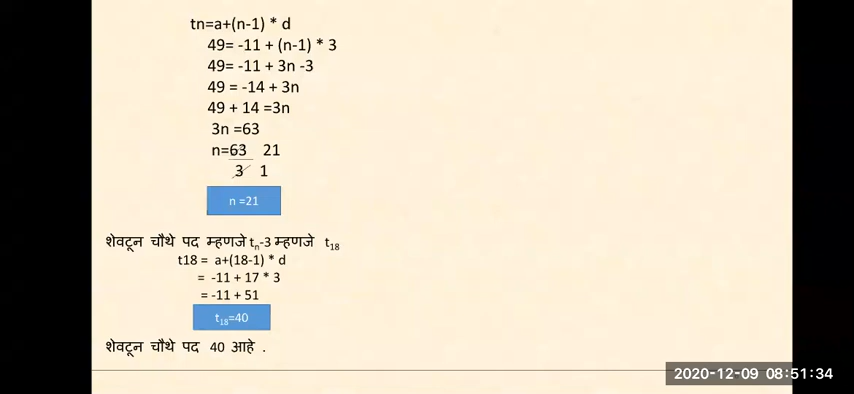 tn=a+(n-1) * d
49= -11 + (n-1) * 3
49= -11 + 3n -3
49 = -14 + 3n
49 + 14 =3n
3n =63
n=63 21
3 1
n =21
शेवटून चौथे पद म्हणजे tₙ-3 म्हणजे t₁₈
t18 = a+(18-1) * d
= -11 + 17 * 3
= -11 + 51
t₁₈=40
शेवटून चौथे पद 40 आहे .
2020-12-09 08:51:34